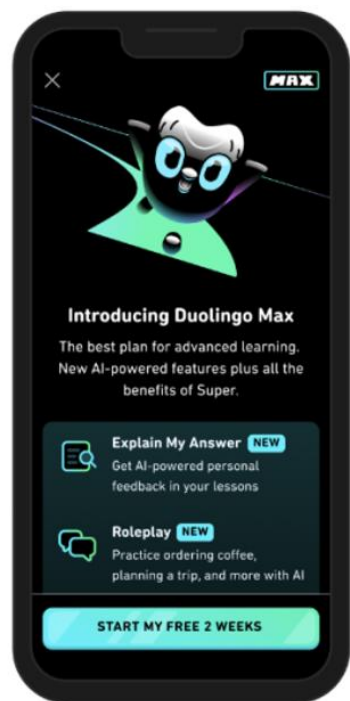 MAX
Introducing Duolingo Max
The best plan for advanced learning.
New AI-powered features plus all the
benefits of Super.
Explain My Answer NEW
Get AI-powered personal
feedback in your lessons
Roleplay NEW
Practice ordering coffee,
planning a trip, and more with AI
START MY FREE 2 WEEKS